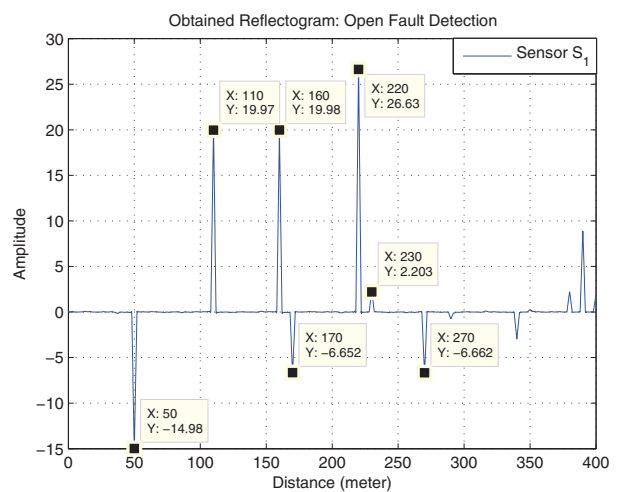 Obtained Reflectogram: Open Fault Detection
30
25
20
15
10
5
0
−5
−10
−15
Amplitude
Sensor S1
X: 110
Y: 19.97
X: 160
Y: 19.98
X: 220
Y: 26.63
X: 230
Y: 2.203
X: 170
Y: −6.652
X: 270
Y: −6.662
X: 50
Y: −14.98
0 50 100 150 200 250 300 350 400
Distance (meter)